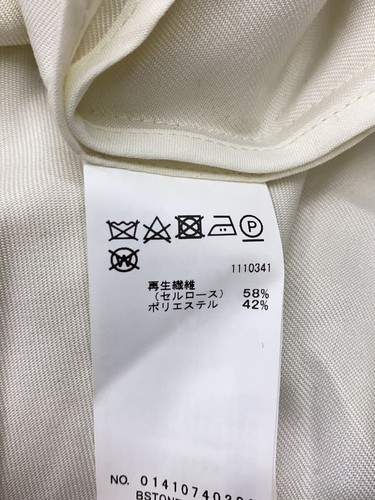 P
W
1110341
再生繊維
（セルロース） 58%
ポリエステル 42%
NO. 01410740